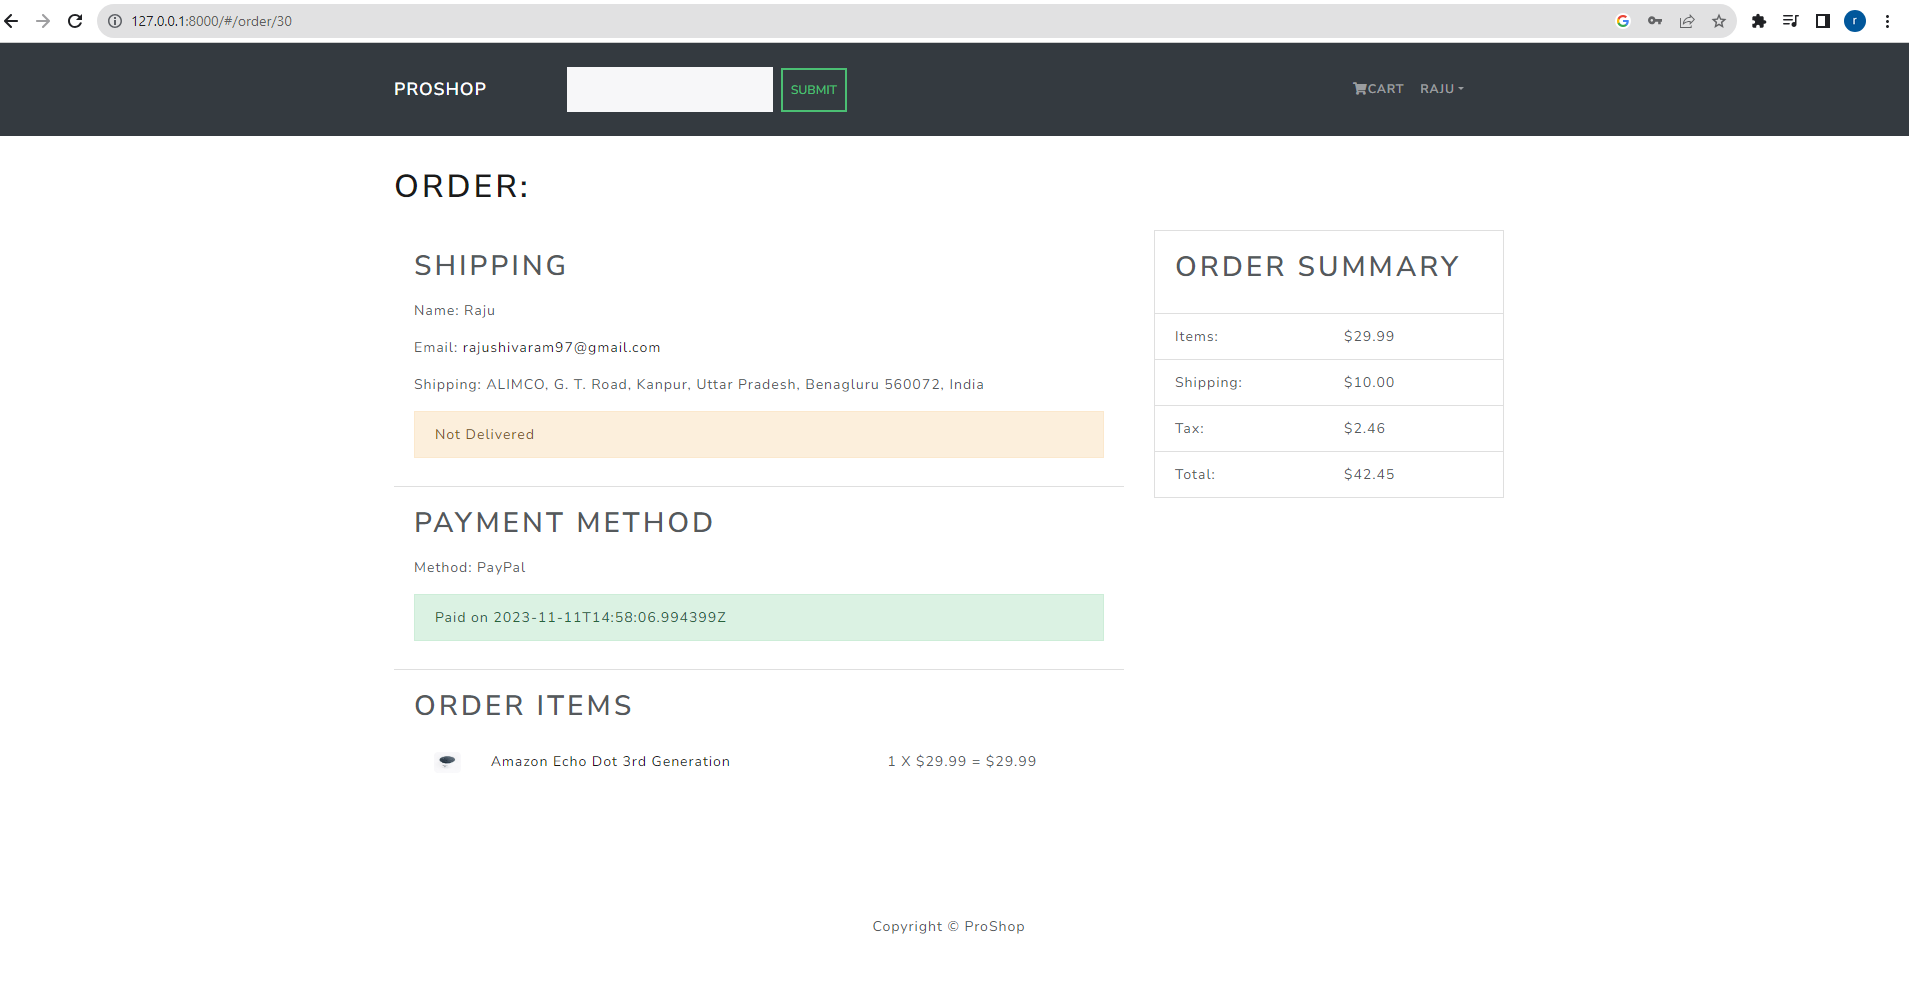 127.0.0.1:8000/#/order/30
r
PROSHOP
SUBMIT
CART
RAJU
ORDER:
SHIPPING
Name: Raju
Email: rajushivaram97@gmail.com
Shipping: ALIMCO, G. T. Road, Kanpur, Uttar Pradesh, Benagluru 560072, India
Not Delivered
PAYMENT METHOD
Method: PayPal
Paid on 2023-11-11T14:58:06.994399Z
ORDER ITEMS
Amazon Echo Dot 3rd Generation
1 X $29.99 = $29.99
ORDER SUMMARY
Items: $29.99
Shipping: $10.00
Tax: $2.46
Total: $42.45
Copyright © ProShop